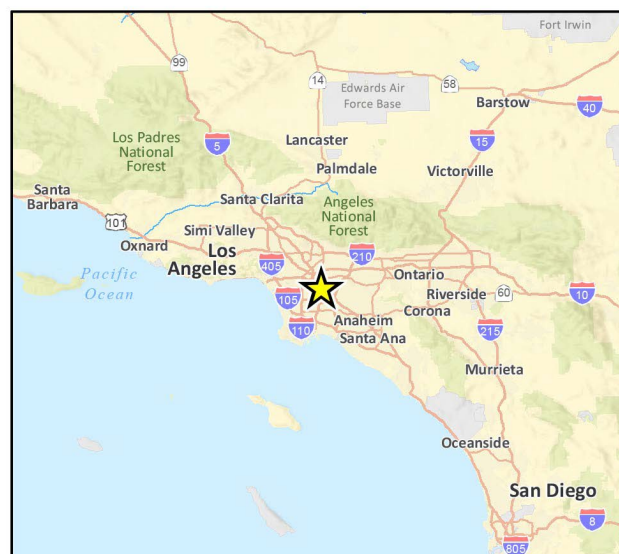 Fort Irwin
99
14
58
Edwards Air
Force Base
Barstow
40
Los Padres
National
Forest
5
Lancaster
15
Palmdale
Victorville
Santa
Barbara
Santa Clarita
Angeles
National
Forest
101
Simi Valley
Oxnard
Los
Angeles
405
210
Pacific
Ocean
Ontario
105
Riverside
60
10
Corona
110
Anaheim
Santa Ana
215
Murrieta
Oceanside
San Diego
8
805